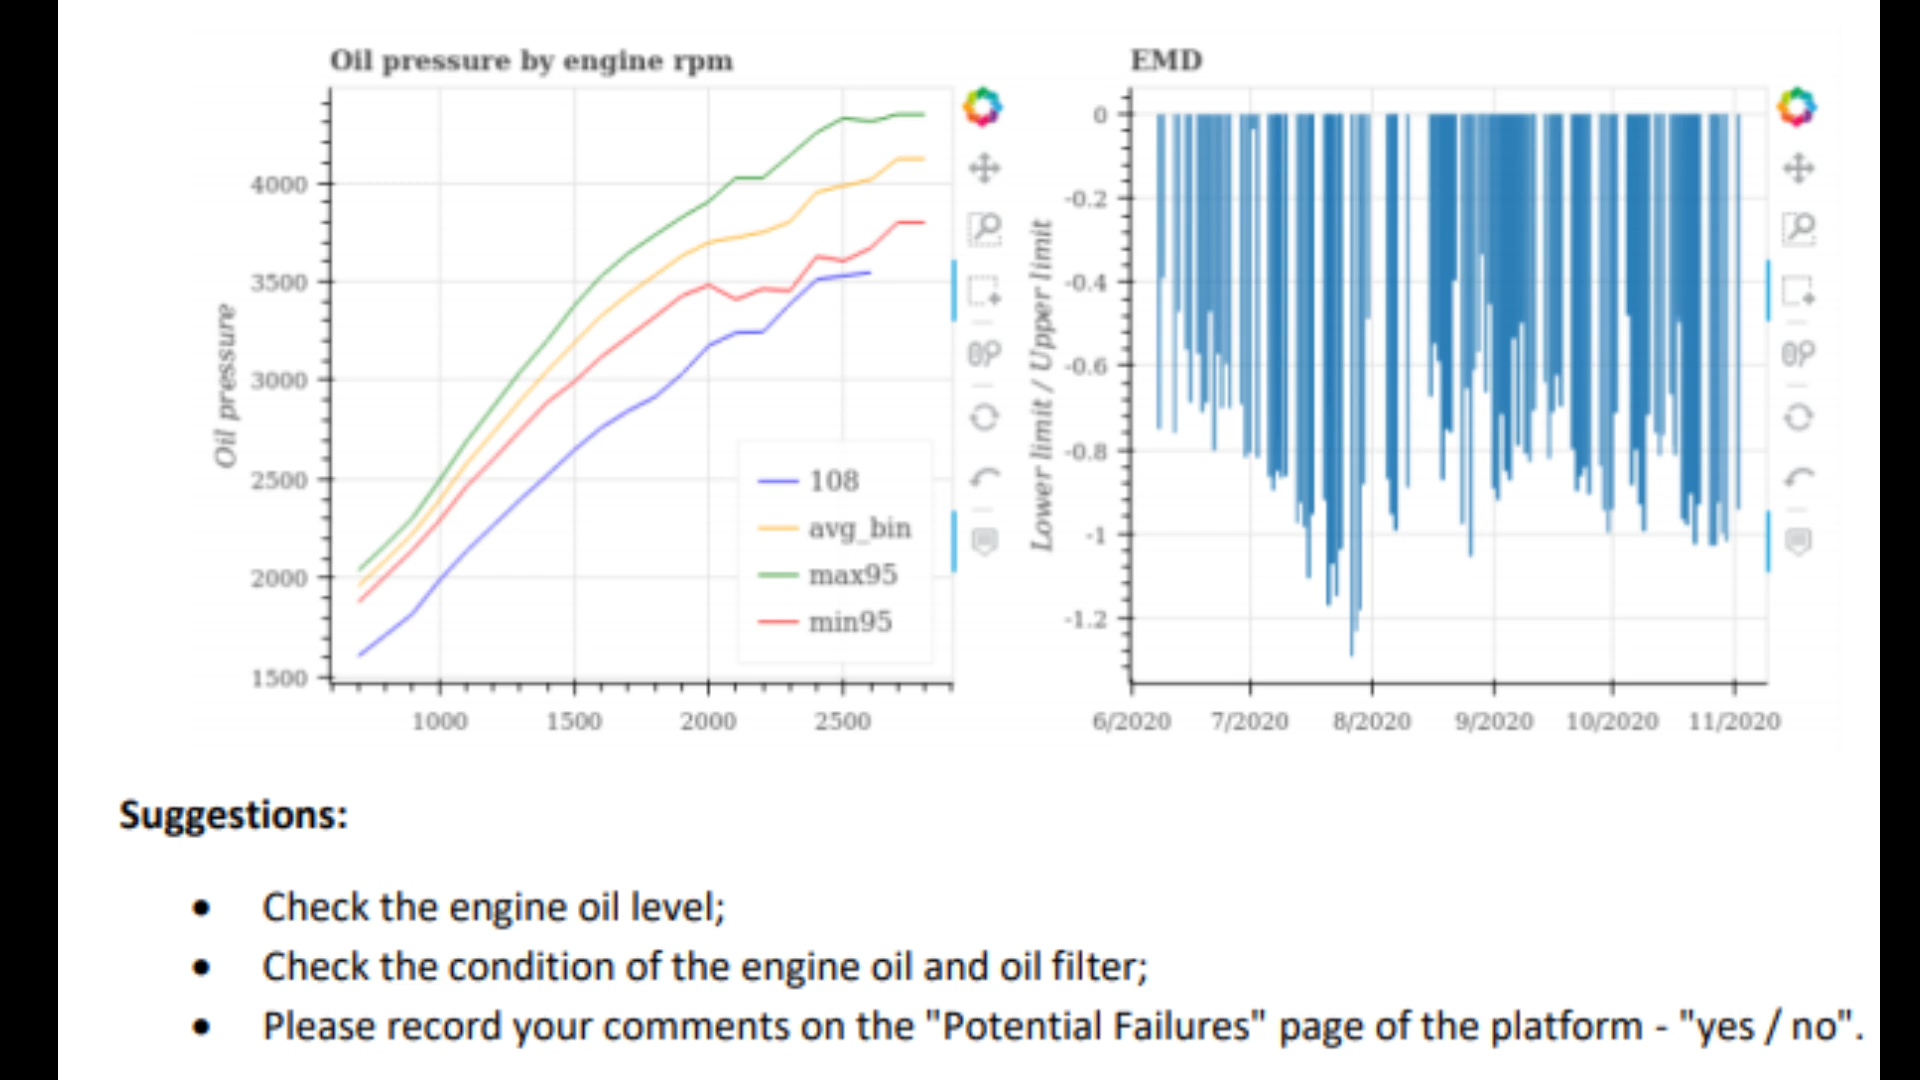 Oil pressure by engine rpm
Oil pressure
4000
3500
3000
2500
2000
1500
1000 1500 2000 2500
108
avg_bin
max95
min95
EMD
Lower limit / Upper limit
0
-0.2
-0.4
-0.6
-0.8
-1
-1.2
6/2020 7/2020 8/2020 9/2020 10/2020 11/2020
Suggestions:
• Check the engine oil level;
• Check the condition of the engine oil and oil filter;
• Please record your comments on the "Potential Failures" page of the platform - "yes / no".